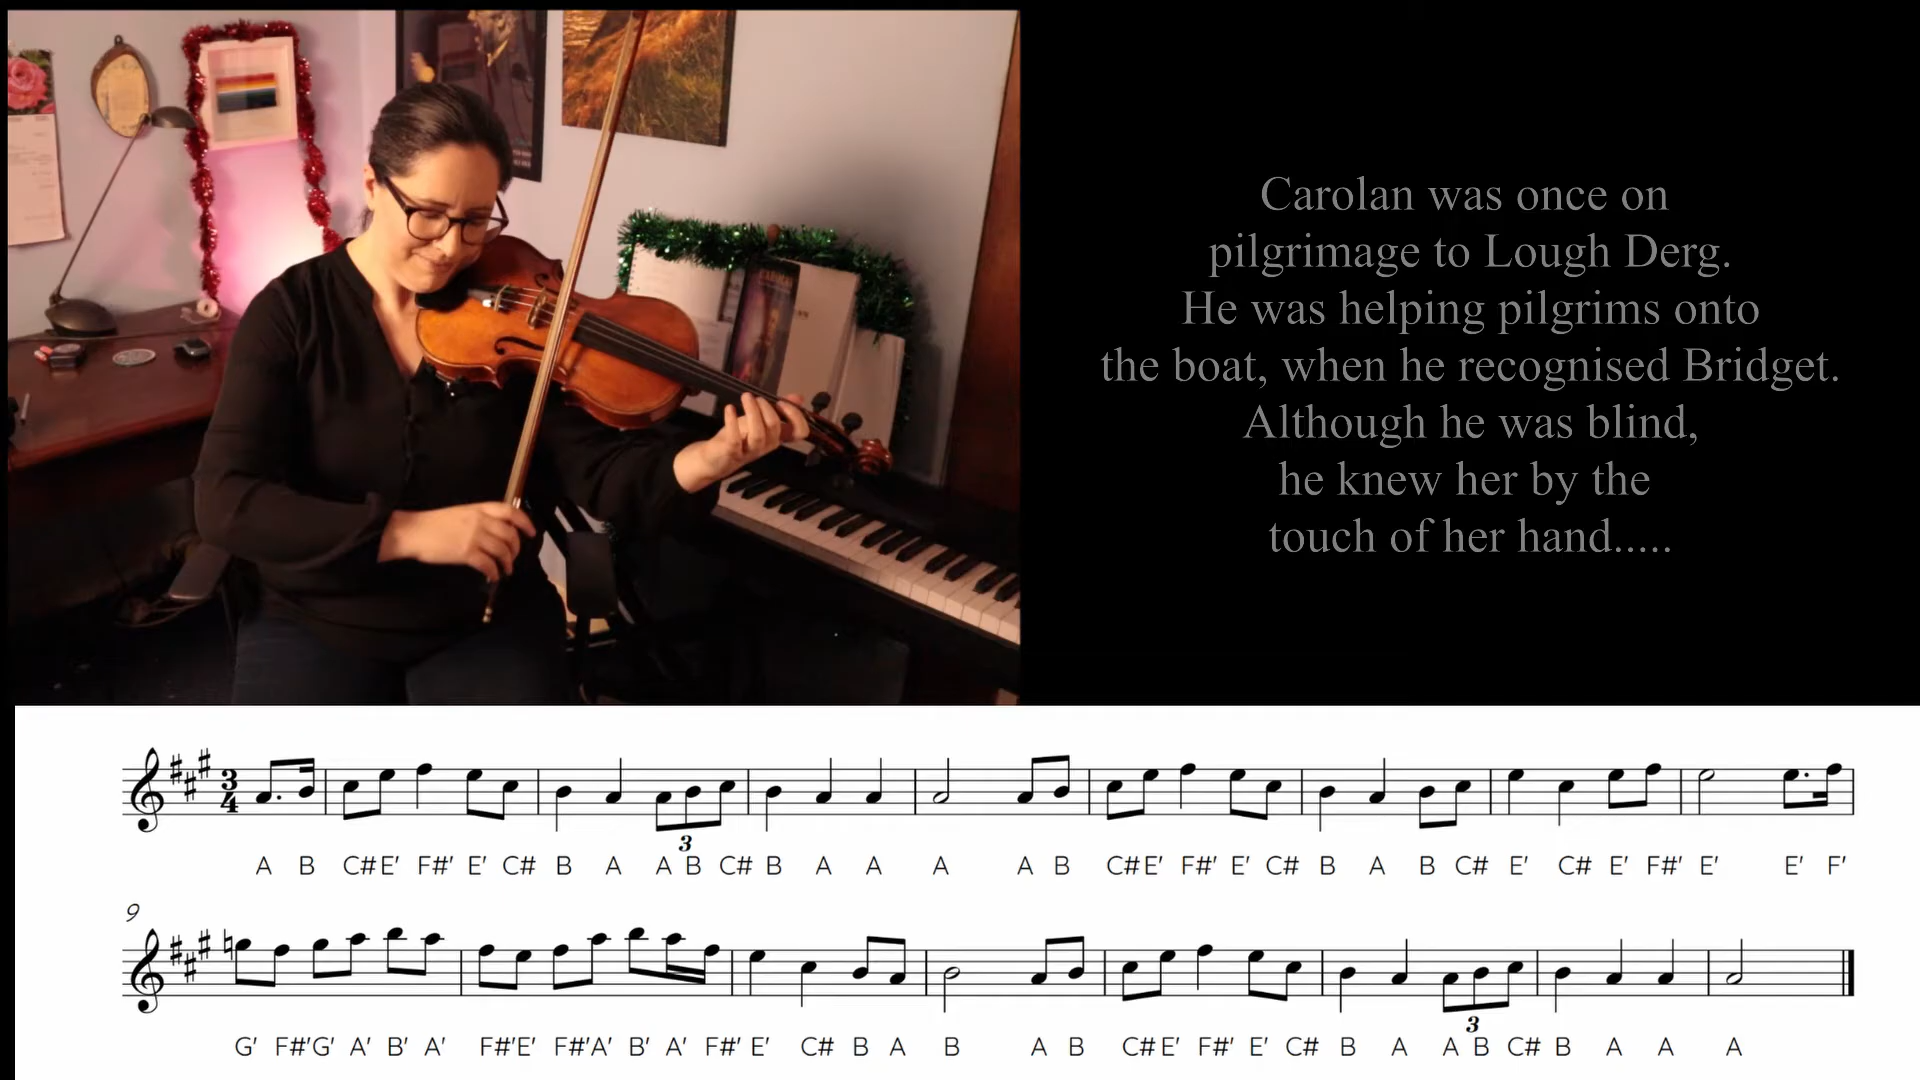 Carolan was once on
pilgrimage to Lough Derg.
He was helping pilgrims onto
the boat, when he recognised Bridget.
Although he was blind,
he knew her by the
touch of her hand.....
3
4
3
A B C# E' F#' E' C# B A A B C# B A A A A B C# E' F#' E' C# B A B C# E' C# E' F#' E' E' F'
9
3
G' F#' G' A' B' A' F#' E' F#' A' B' A' F#' E' C# B A B A B C# E' F#' E' C# B A A B C# B A A A